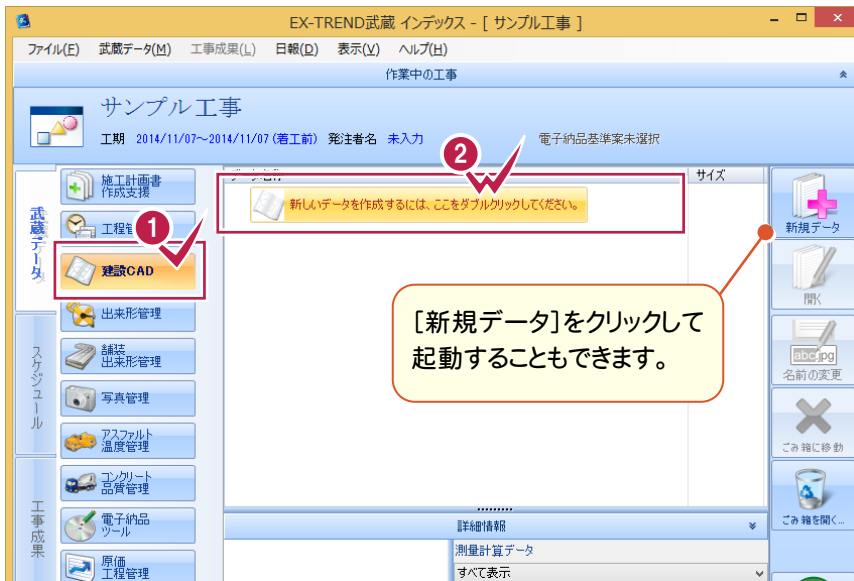 EX-TREND武蔵 インデックス - [ サンプル工事 ]
ファイル(F) 武蔵データ(M) 工事成果(L) 日報(D) 表示(V) ヘルプ(H)
作業中の工事
サンプル工事
工期 2014/11/07～2014/11/07 (着工前) 発注者名 未入力 電子納品基準案未選択
2
サイズ
新しいデータを作成するには、ここをダブルクリックしてください。
武蔵データ
スケジュール
工事成果
施工計画書
作成支援
工程管
1
建設CAD
出来形管理
舗装
出来形管理
写真管理
アスファルト
温度管理
コンクリート
品質管理
電子納品
ツール
原価
工程管理
[新規データ]をクリックして
起動することもできます。
新規データ
開く
abc.jpg
名前の変更
ごみ箱に移動
ごみ箱を開く...
詳細情報
測量計算データ
すべて表示